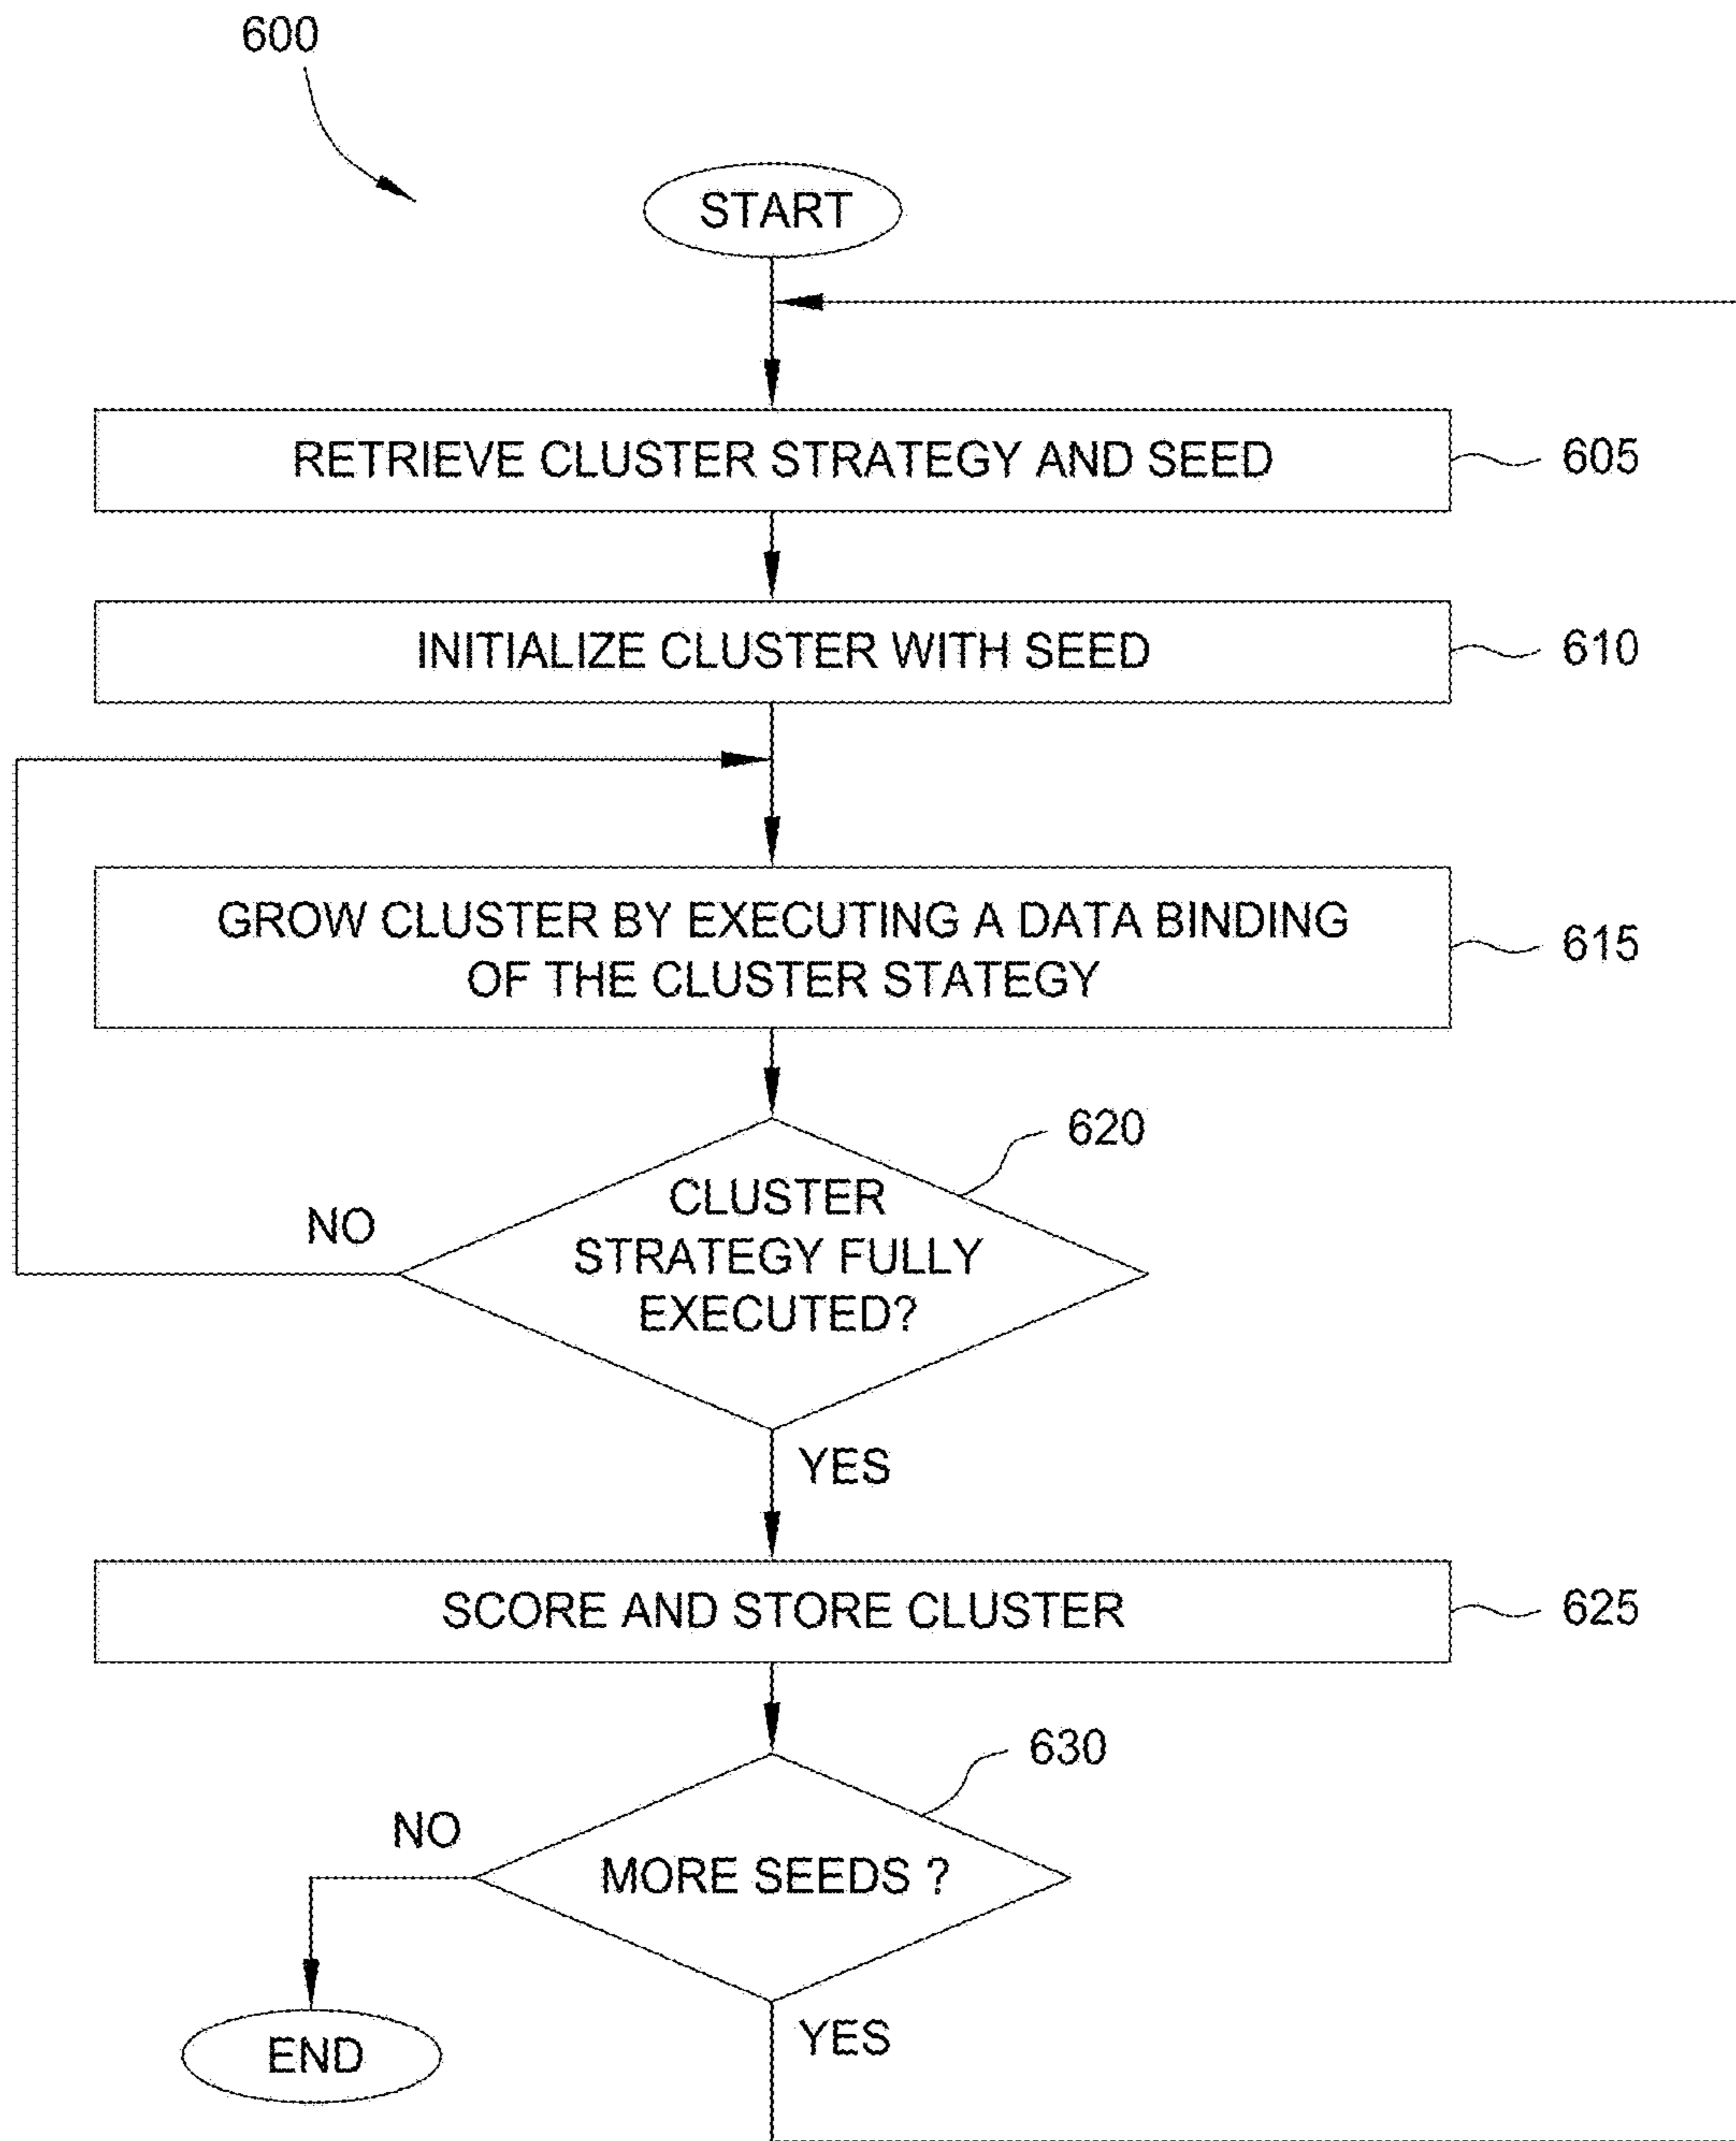 600
START
RETRIEVE CLUSTER STRATEGY AND SEED
605
INITIALIZE CLUSTER WITH SEED
610
GROW CLUSTER BY EXECUTING A DATA BINDING
OF THE CLUSTER STATEGY
615
620
CLUSTER
STRATEGY FULLY
EXECUTED?
NO
YES
SCORE AND STORE CLUSTER
625
630
NO
MORE SEEDS ?
YES
END